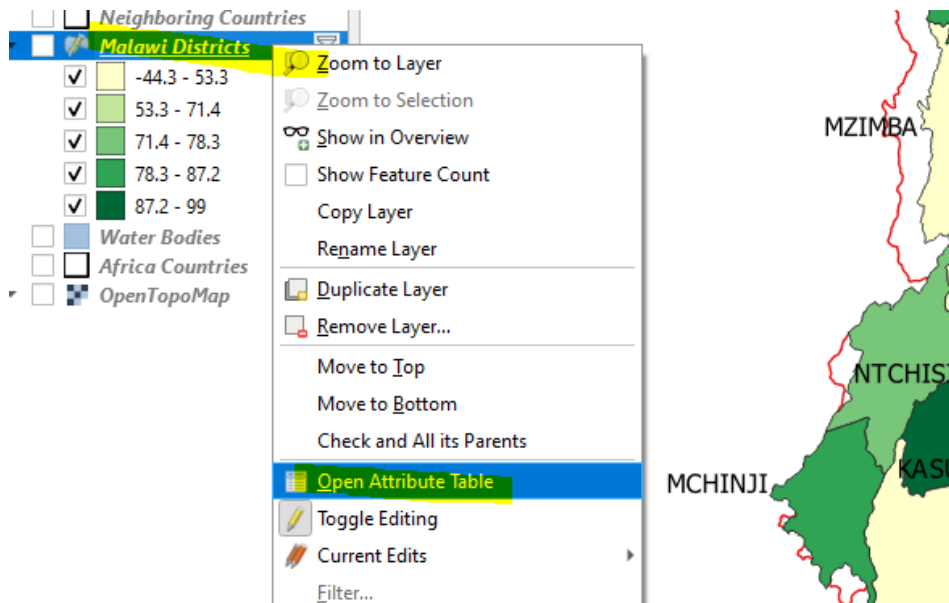 Neighboring Countries
Malawi Districts
-44.3 - 53.3
53.3 - 71.4
71.4 - 78.3
78.3 - 87.2
87.2 - 99
Water Bodies
Africa Countries
OpenTopoMap
Zoom to Layer
Zoom to Selection
Show in Overview
Show Feature Count
Copy Layer
Rename Layer
Duplicate Layer
Remove Layer...
Move to Top
Move to Bottom
Check and All its Parents
Open Attribute Table
Toggle Editing
Current Edits
Filter...
MZIMBA
NTCHIS
KASU
MCHINJI